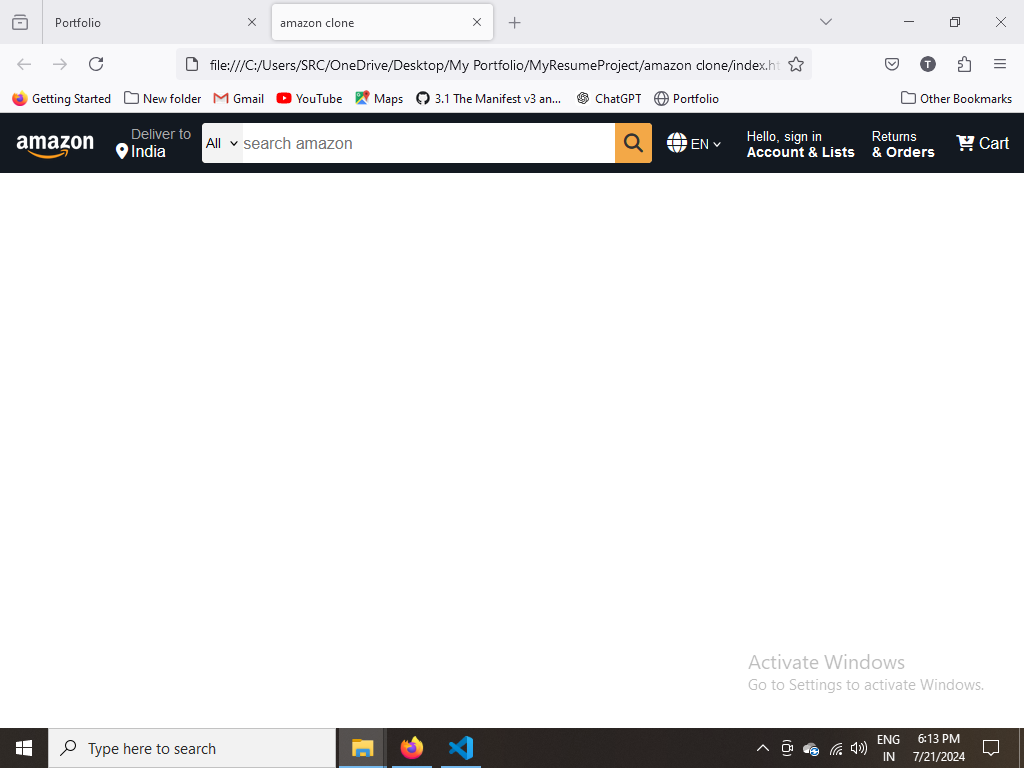 Portfolio
amazon clone
file:///C:/Users/SRC/OneDrive/Desktop/My Portfolio/MyResumeProject/amazon clone/index.ht
Getting Started
New folder
Gmail
YouTube
Maps
3.1 The Manifest v3 an...
ChatGPT
Portfolio
Other Bookmarks
amazon
Deliver to
India
All
search amazon
EN
Hello, sign in
Account & Lists
Returns
& Orders
Cart
Activate Windows
Go to Settings to activate Windows.
Type here to search
ENG
IN
6:13 PM
7/21/2024
T